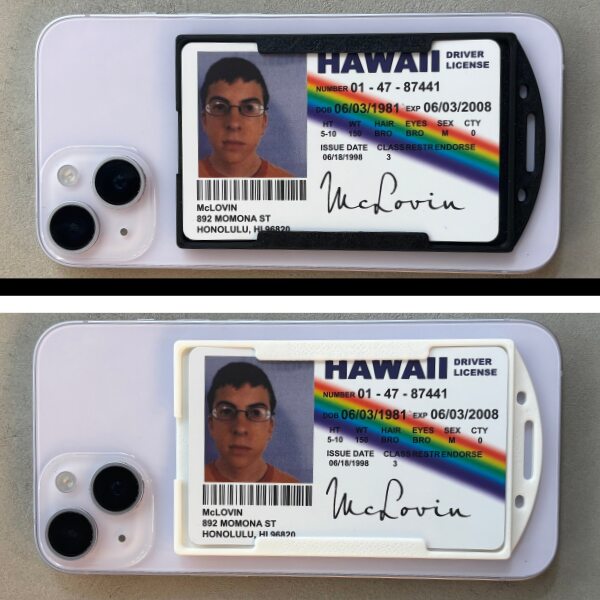 HAWAII DRIVER LICENSE
NUMBER 01 - 47 - 87441
DOB 06/03/1981 EXP 06/03/2008
HT WT HAIR EYES SEX CTY
5-10 150 BRO BRO M 0
ISSUE DATE CLASS RESTR ENDORSE
06/18/1998 3
McLovin
McLOVIN
892 MOMONA ST
HONOLULU, HI 96820
HAWAII DRIVER LICENSE
NUMBER 01 - 47 - 87441
DOB 06/03/1981 EXP 06/03/2008
HT WT HAIR EYES SEX CTY
5-10 150 BRO BRO M 0
ISSUE DATE CLASS RESTR ENDORSE
06/18/1998 3
McLovin
McLOVIN
892 MOMONA ST
HONOLULU, HI 96820